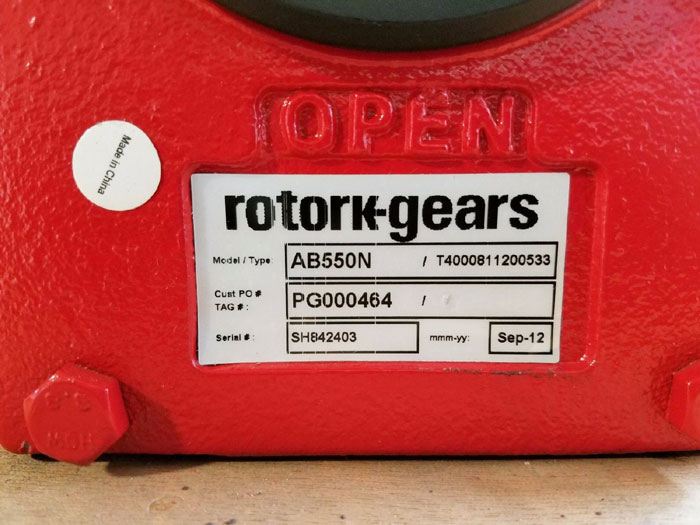 OPEN
Made in China
rotork-gears
Model / Type: AB550N / T4000811200533
Cust PO #
TAG # : PG000464 /
Serial # : SH842403 mmm-yy: Sep-12